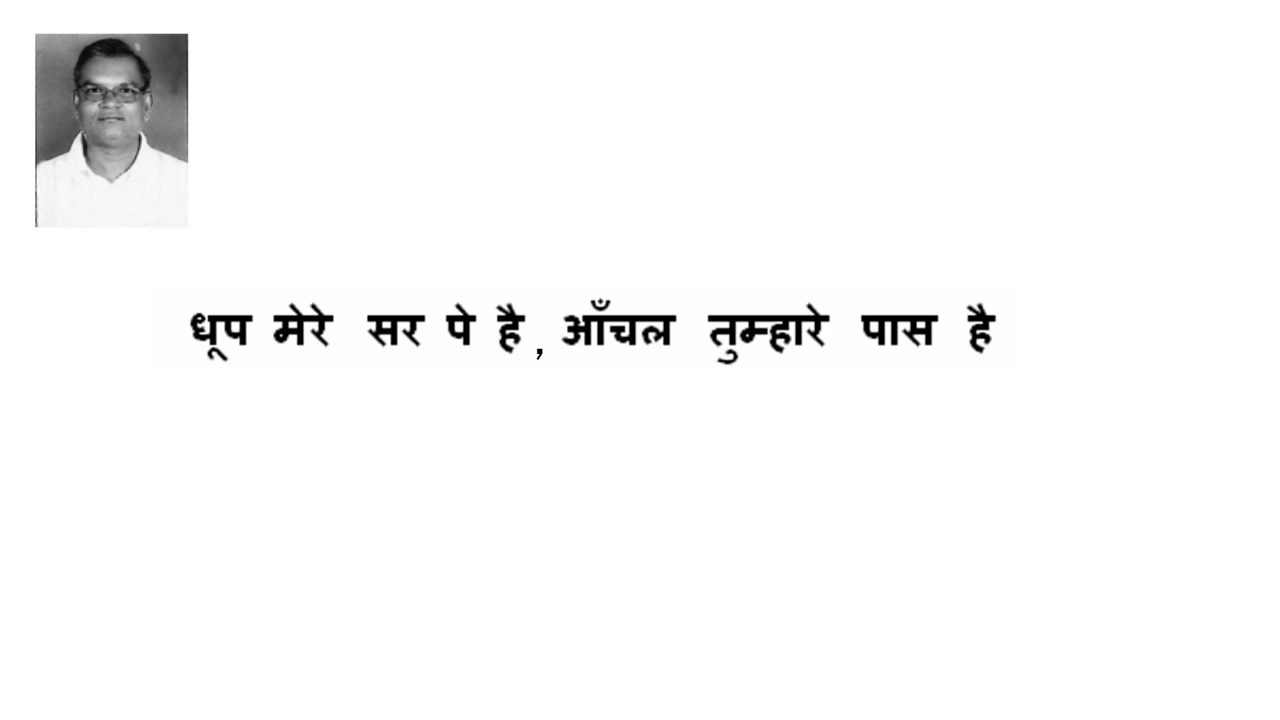 धूप मेरे सर पे है , आँचल तुम्हारे पास है